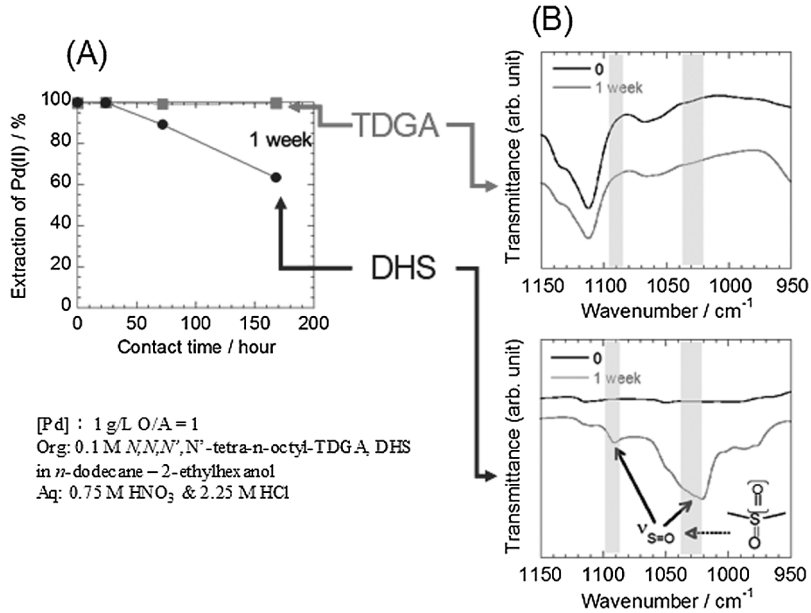 (A)
Extraction of Pd(II) / %
100
80
60
40
20
0
0 50 100 150 200
Contact time / hour
1 week
TDGA
DHS
[Pd] : 1 g/L O/A = 1
Org: 0.1 M N,N,N',N'-tetra-n-octyl-TDGA, DHS
in n-dodecane – 2-ethylhexanol
Aq: 0.75 M HNO₃ & 2.25 M HCl
(B)
Transmittance (arb. unit)
0
1 week
1150 1100 1050 1000 950
Wavenumber / cm⁻¹
Transmittance (arb. unit)
0
1 week
ν S=O
O
S
O
1150 1100 1050 1000 950
Wavenumber / cm⁻¹